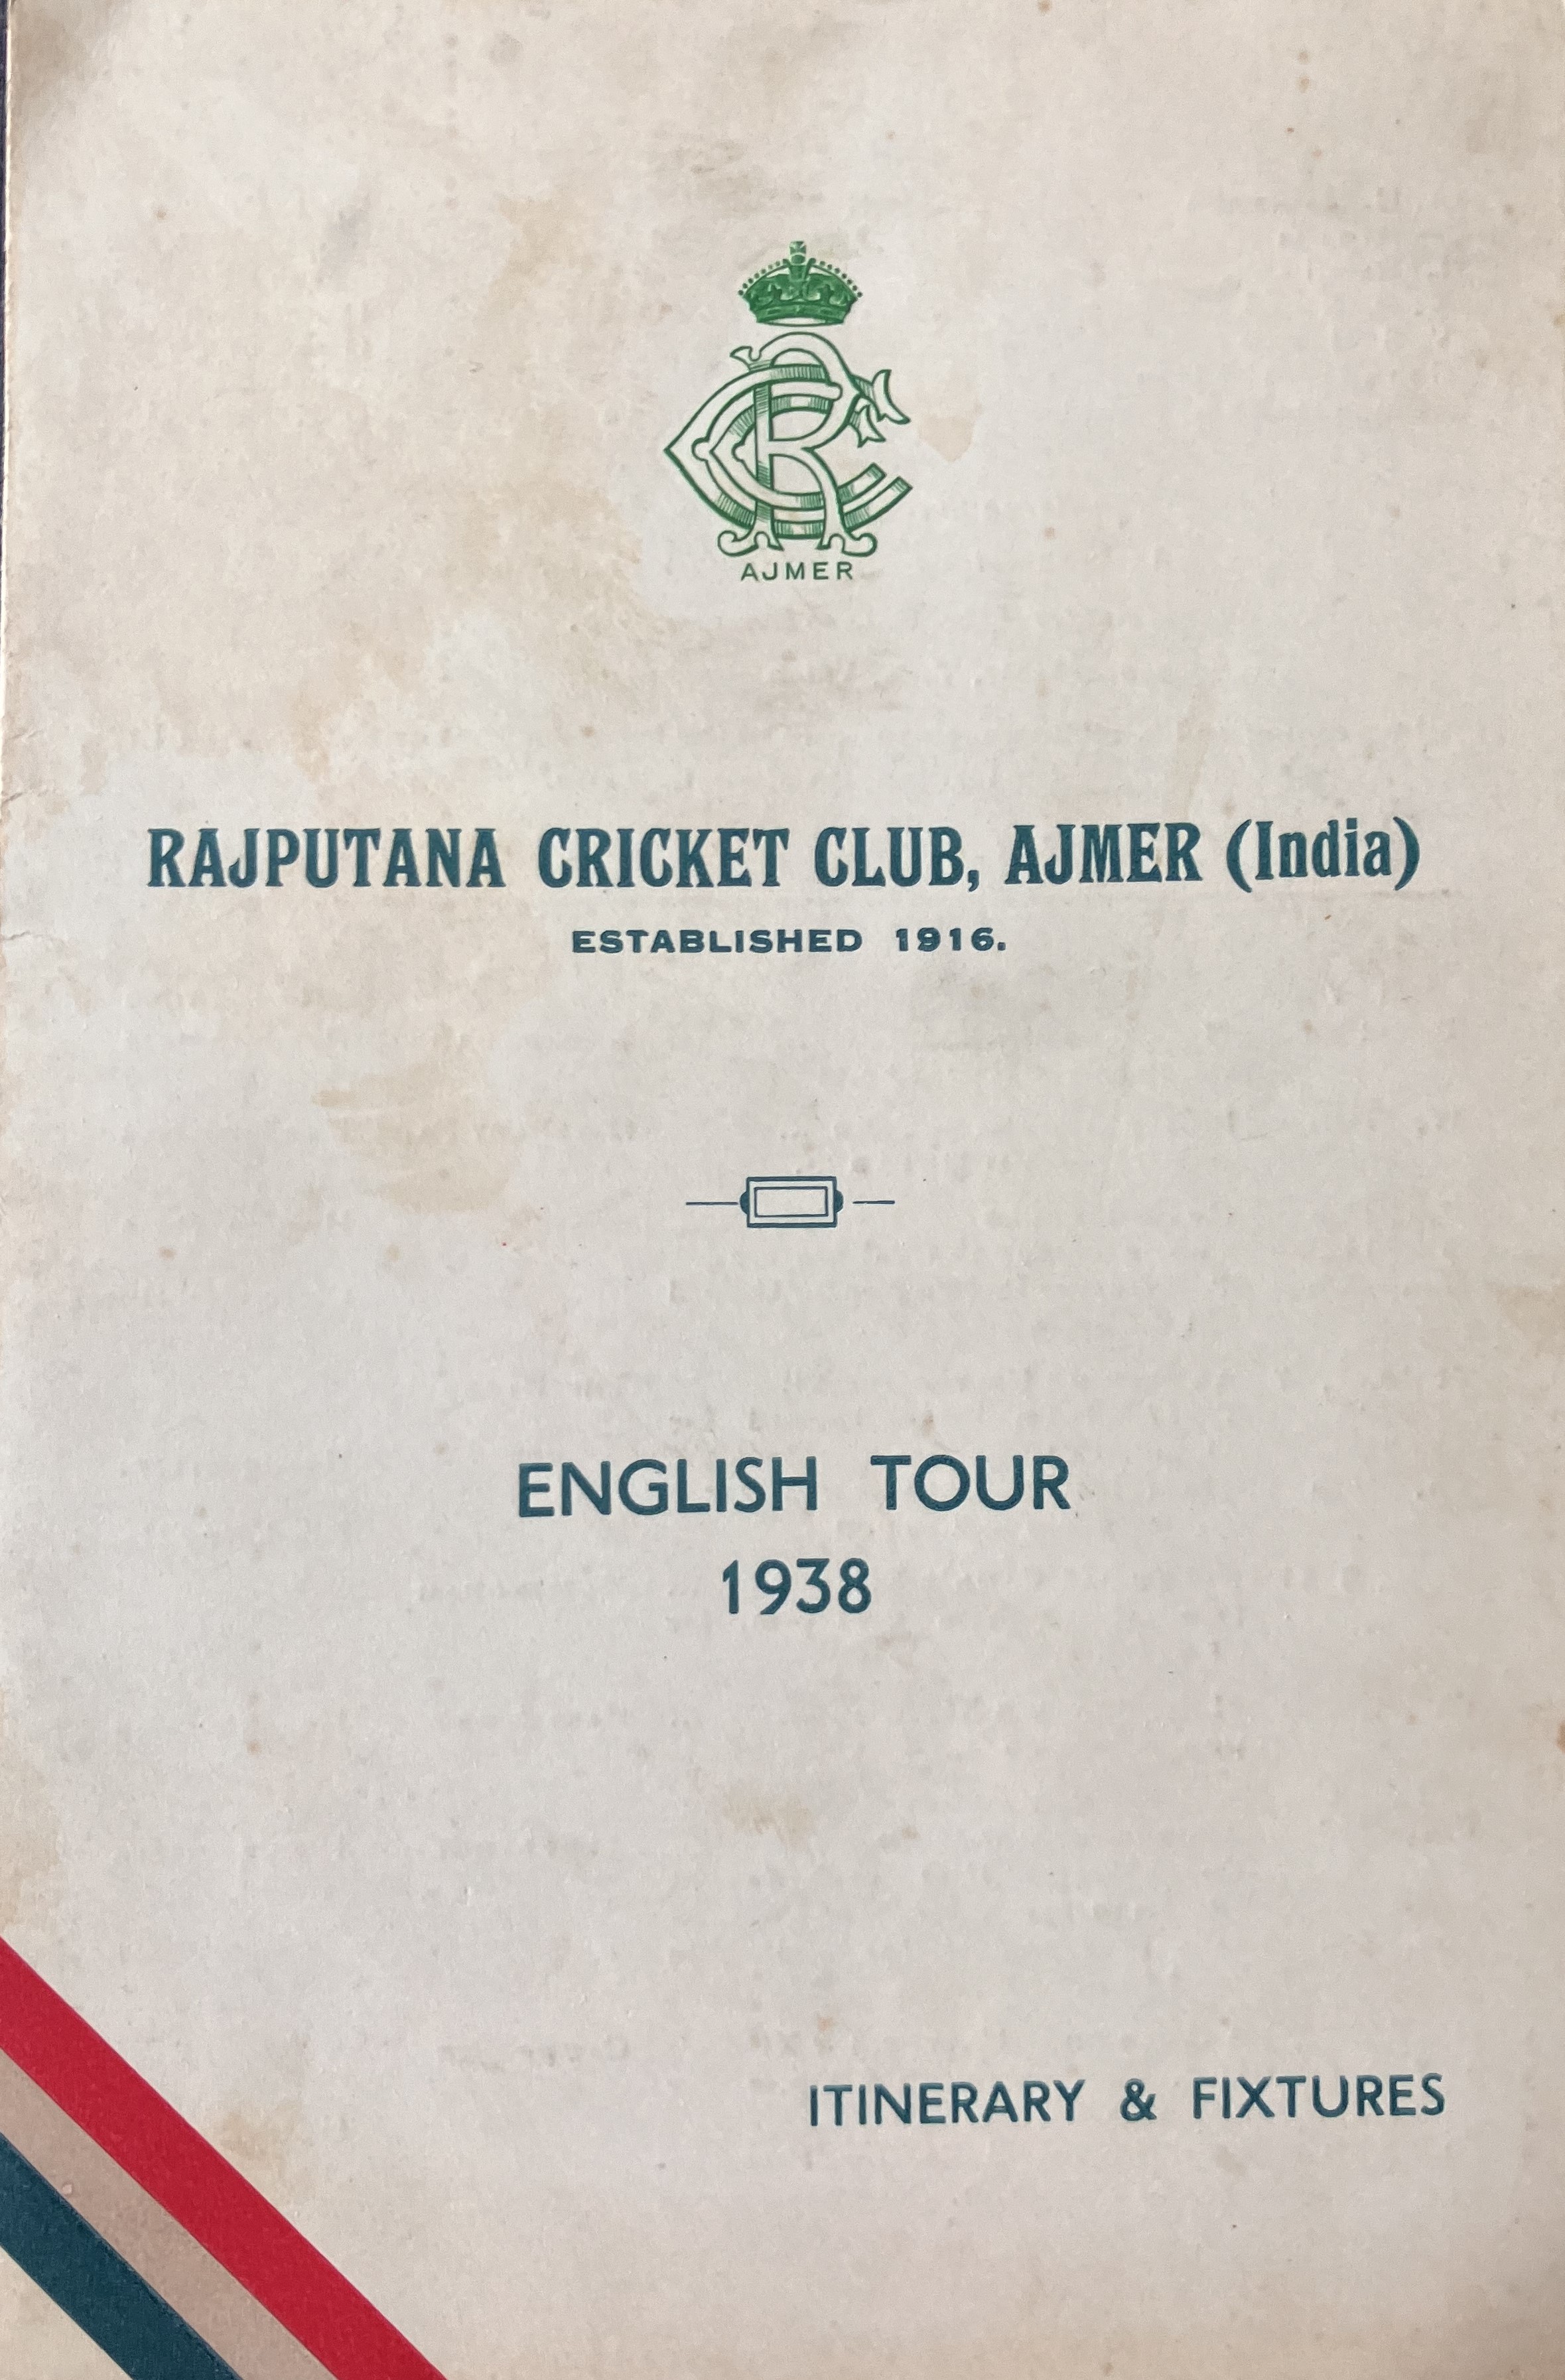 RCC
AJMER
RAJPUTANA CRICKET CLUB, AJMER (India)
ESTABLISHED 1916.
ENGLISH TOUR
1938
ITINERARY & FIXTURES